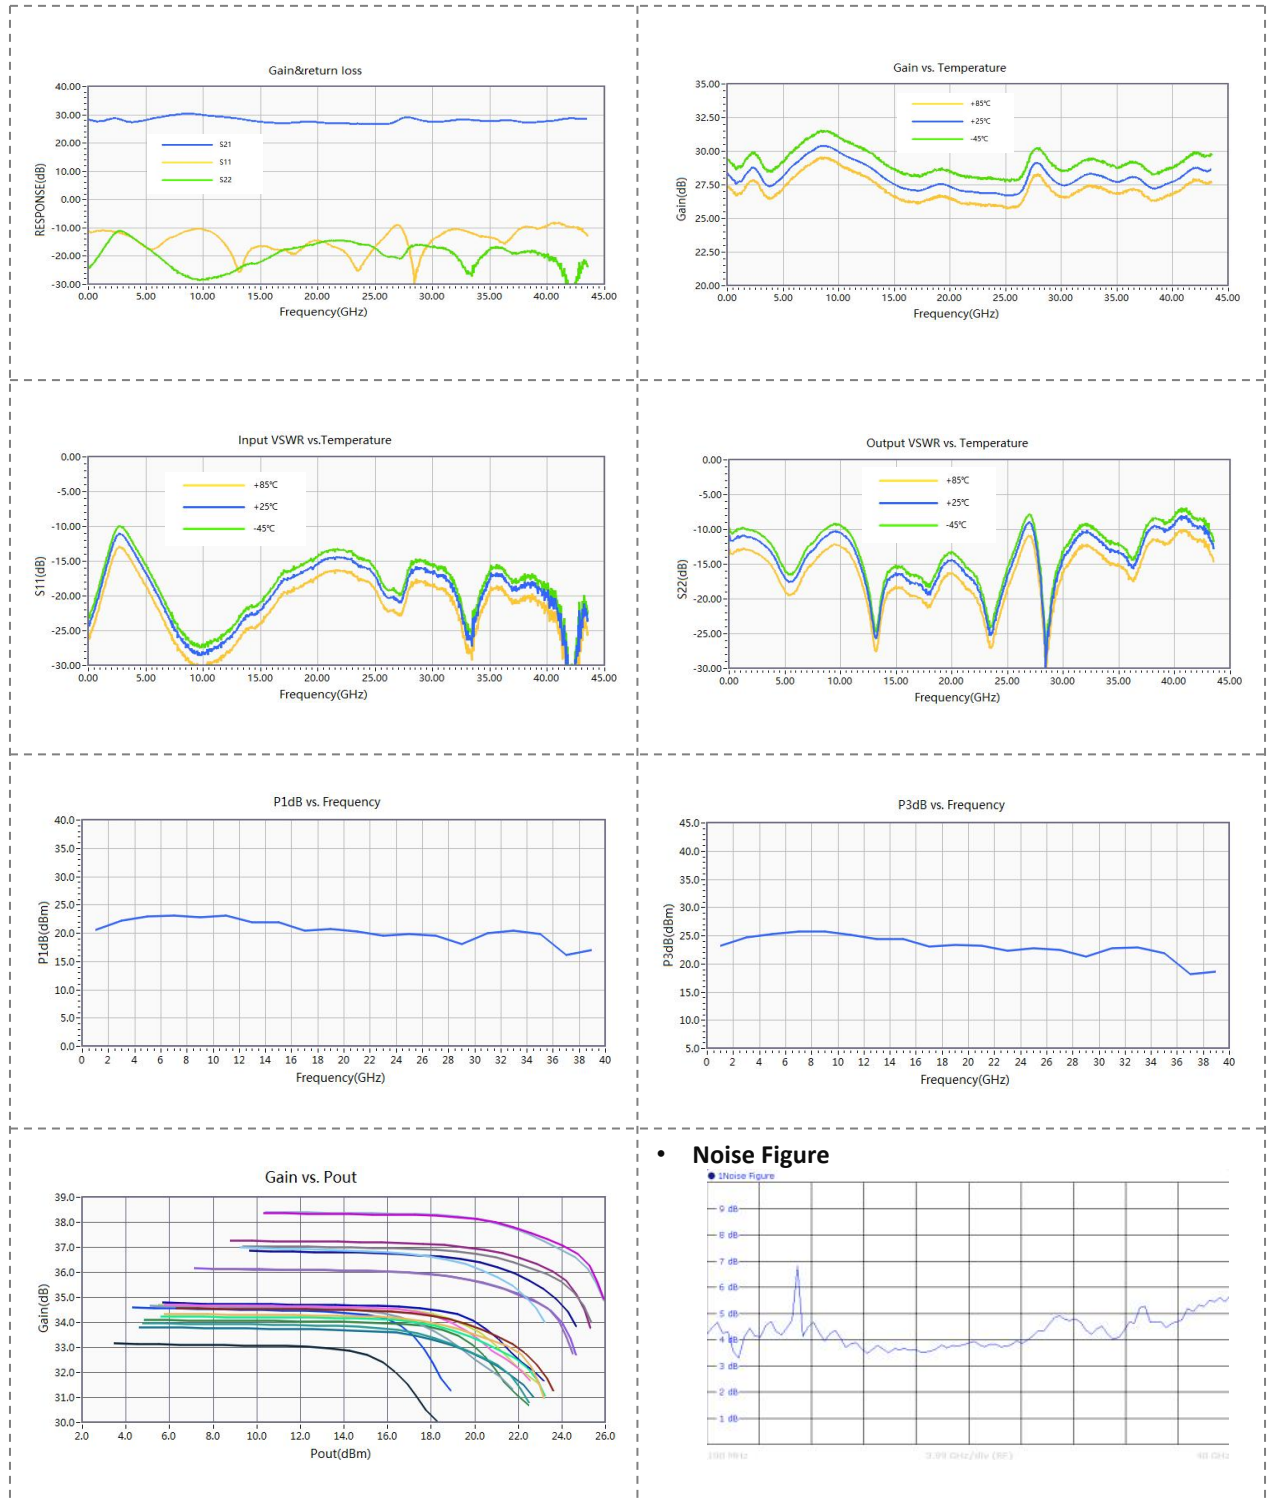 Gain&return loss
40.00
30.00
20.00
10.00
0.00
-10.00
-20.00
-30.00
RESPONSE(dB)
S21
S11
S22
0.00 5.00 10.00 15.00 20.00 25.00 30.00 35.00 40.00 45.00
Frequency(GHz)
Gain vs. Temperature
35.00
32.50
30.00
27.50
25.00
22.50
20.00
Gain(dB)
+85℃
+25℃
-45℃
0.00 5.00 10.00 15.00 20.00 25.00 30.00 35.00 40.00 45.00
Frequency(GHz)
Input VSWR vs.Temperature
0.00
-5.00
-10.00
-15.00
-20.00
-25.00
-30.00
S11(dB)
+85℃
+25℃
-45℃
0.00 5.00 10.00 15.00 20.00 25.00 30.00 35.00 40.00 45.00
Frequency(GHz)
Output VSWR vs. Temperature
0.00
-5.00
-10.00
-15.00
-20.00
-25.00
-30.00
S22(dB)
+85℃
+25℃
-45℃
0.00 5.00 10.00 15.00 20.00 25.00 30.00 35.00 40.00 45.00
Frequency(GHz)
P1dB vs. Frequency
40.0
35.0
30.0
25.0
20.0
15.0
10.0
5.0
0.0
P1dB(dBm)
0 2 4 6 8 10 12 14 16 18 20 22 24 26 28 30 32 34 36 38 40
Frequency(GHz)
P3dB vs. Frequency
45.0
40.0
35.0
30.0
25.0
20.0
15.0
10.0
5.0
P3dB(dBm)
0 2 4 6 8 10 12 14 16 18 20 22 24 26 28 30 32 34 36 38 40
Frequency(GHz)
Gain vs. Pout
39.0
38.0
37.0
36.0
35.0
34.0
33.0
32.0
31.0
30.0
Gain(dB)
2.0 4.0 6.0 8.0 10.0 12.0 14.0 16.0 18.0 20.0 22.0 24.0 26.0
Pout(dBm)
• Noise Figure
1Noise Figure
9 dB
8 dB
7 dB
6 dB
5 dB
4 dB
3 dB
2 dB
1 dB
MHz 3.99 GHz/div (RF) 40 GHz